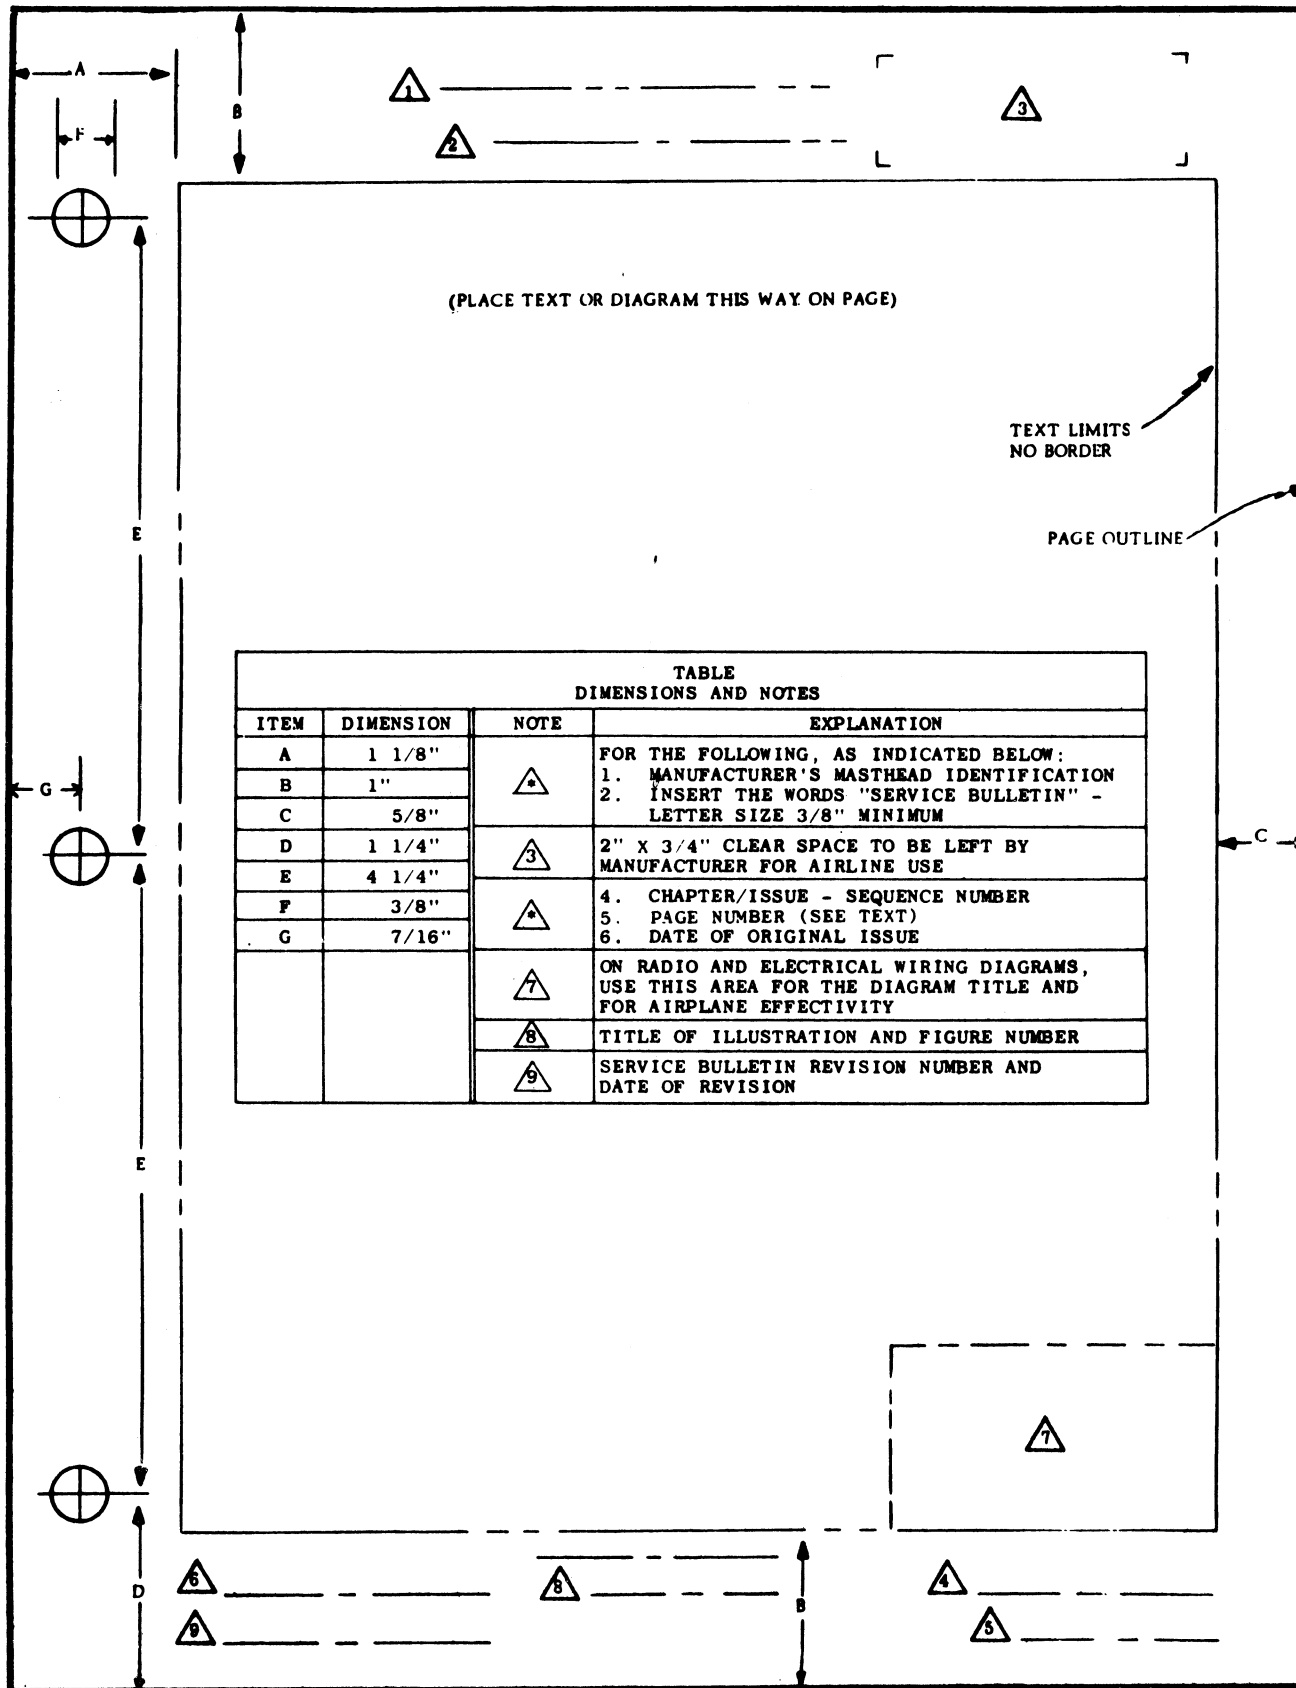 A
B
1
3
F
2
(PLACE TEXT OR DIAGRAM THIS WAY ON PAGE)
TEXT LIMITS
NO BORDER
E
PAGE OUTLINE
TABLE
DIMENSIONS AND NOTES
ITEM DIMENSION NOTE EXPLANATION
A 1 1/8"
B 1"
C 5/8"
D 1 1/4"
E 4 1/4"
F 3/8"
G 7/16"
* FOR THE FOLLOWING, AS INDICATED BELOW:
1. MANUFACTURER'S MASTHEAD IDENTIFICATION
2. INSERT THE WORDS "SERVICE BULLETIN" -
LETTER SIZE 3/8" MINIMUM
3 2" X 3/4" CLEAR SPACE TO BE LEFT BY
MANUFACTURER FOR AIRLINE USE
* 4. CHAPTER/ISSUE - SEQUENCE NUMBER
5. PAGE NUMBER (SEE TEXT)
6. DATE OF ORIGINAL ISSUE
7 ON RADIO AND ELECTRICAL WIRING DIAGRAMS,
USE THIS AREA FOR THE DIAGRAM TITLE AND
FOR AIRPLANE EFFECTIVITY
8 TITLE OF ILLUSTRATION AND FIGURE NUMBER
9 SERVICE BULLETIN REVISION NUMBER AND
DATE OF REVISION
G
C
E
7
D
6
8
B
4
9
5